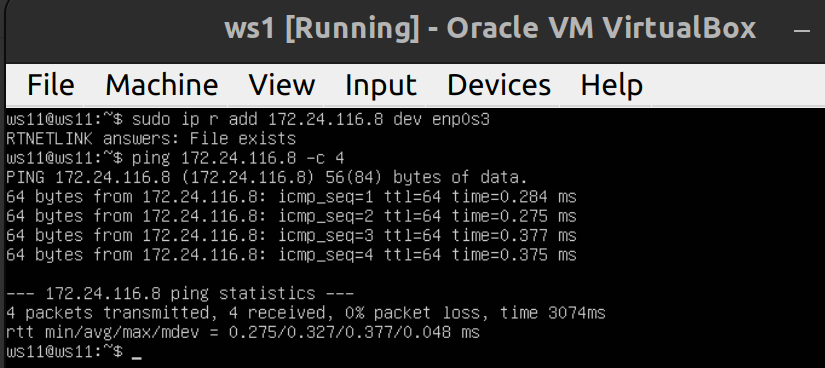 ws1 [Running] - Oracle VM VirtualBox
File Machine View Input Devices Help
ws11@ws11:~$ sudo ip r add 172.24.116.8 dev enp0s3
RTNETLINK answers: File exists
ws11@ws11:~$ ping 172.24.116.8 -c 4
PING 172.24.116.8 (172.24.116.8) 56(84) bytes of data.
64 bytes from 172.24.116.8: icmp_seq=1 ttl=64 time=0.284 ms
64 bytes from 172.24.116.8: icmp_seq=2 ttl=64 time=0.275 ms
64 bytes from 172.24.116.8: icmp_seq=3 ttl=64 time=0.377 ms
64 bytes from 172.24.116.8: icmp_seq=4 ttl=64 time=0.375 ms
--- 172.24.116.8 ping statistics ---
4 packets transmitted, 4 received, 0% packet loss, time 3074ms
rtt min/avg/max/mdev = 0.275/0.327/0.377/0.048 ms
ws11@ws11:~$ _